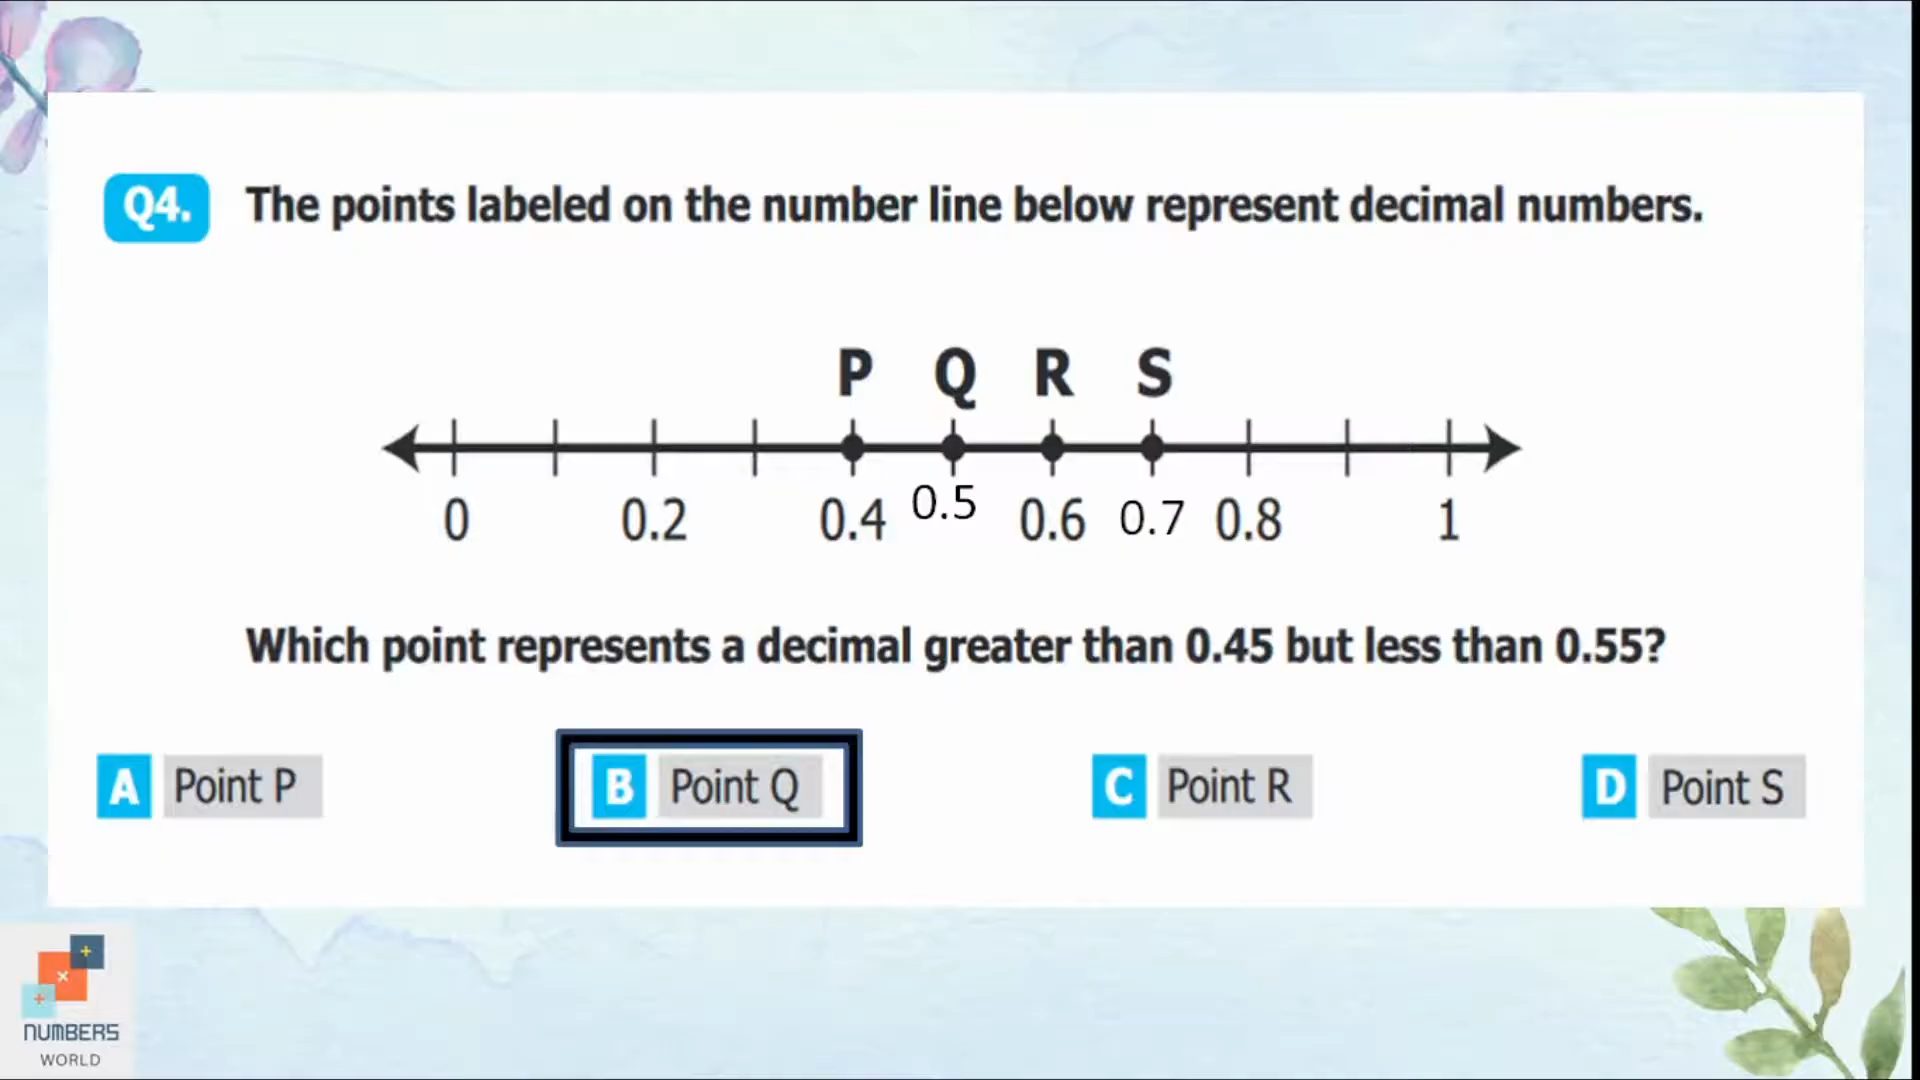 Q4. The points labeled on the number line below represent decimal numbers.
P Q R S
0 0.2 0.4 0.5 0.6 0.7 0.8 1
Which point represents a decimal greater than 0.45 but less than 0.55?
A Point P B Point Q C Point R D Point S
+
×
+
NUMBERS
WORLD